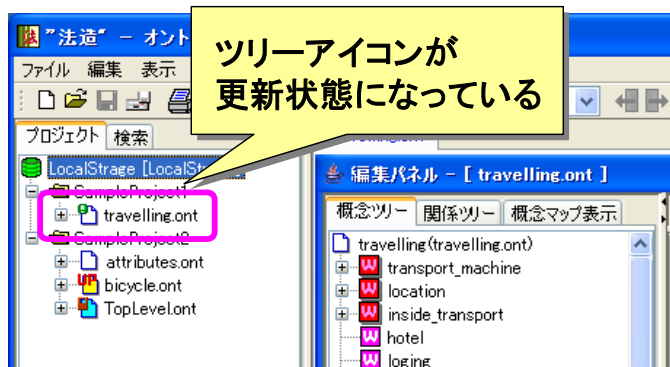 "法造" − オント
ツリーアイコンが
更新状態になっている
ファイル 編集 表示
プロジェクト 検索
LocalStrage [LocalSt
SampleProject1
travelling.ont
SampleProject2
attributes.ont
bicycle.ont
TopLevel.ont
編集パネル − [ travelling.ont ]
概念ツリー 関係ツリー 概念マップ表示
travelling(travelling.ont)
transport_machine
location
inside_transport
hotel
loging